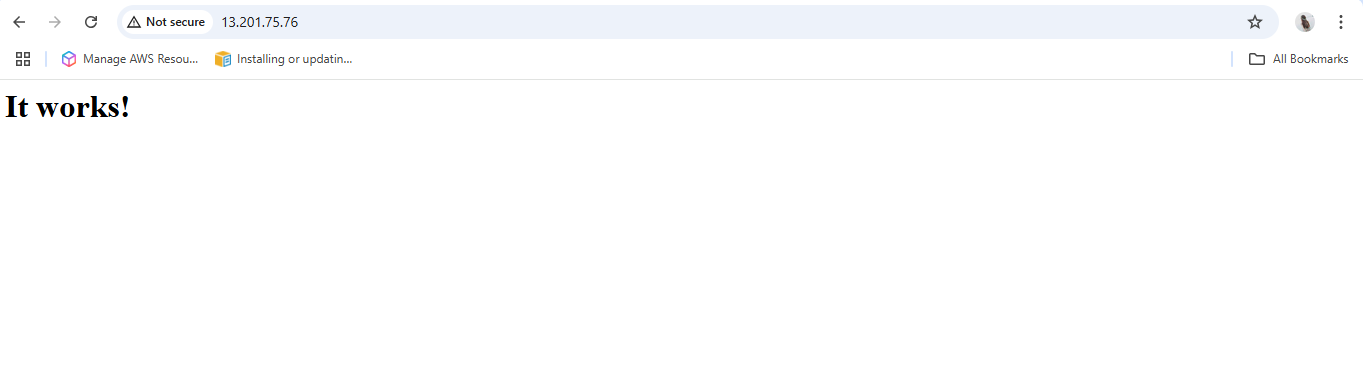 Not secure 13.201.75.76
Manage AWS Resou... Installing or updatin... All Bookmarks
It works!